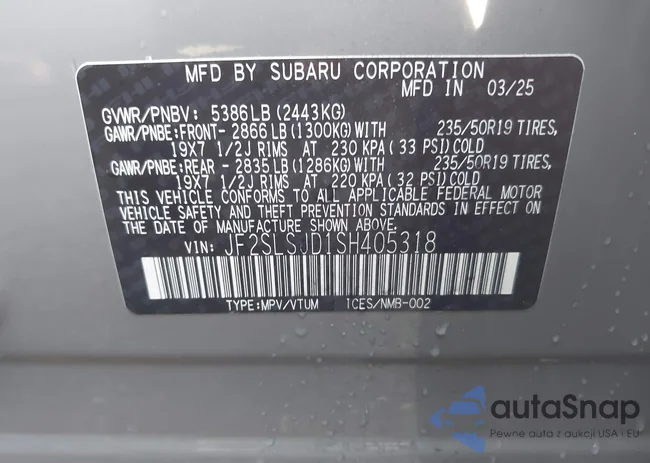 MFD BY SUBARU CORPORATION
MFD IN 03/25
GVWR/PNBV: 5386LB (2443KG)
GAWR/PNBE:FRONT- 2866LB (1300KG)WITH 235/50R19 TIRES,
19X7 1/2J RIMS AT 230 KPA (33 PSI)COLD
GAWR/PNBE:REAR - 2835LB (1286KG)WITH 235/50R19 TIRES,
19X7 1/2J RIMS AT 220 KPA (32 PSI)COLD
THIS VEHICLE CONFORMS TO ALL APPLICABLE FEDERAL MOTOR
VEHICLE SAFETY AND THEFT PREVENTION STANDARDS IN EFFECT ON
THE DATE OF MANUFACTURE SHOWN ABOVE.
VIN: JF2SLSJD1SH405318
TYPE:MPV/VTUM ICES/NMB-002
autaSnap
Pewne auta z aukcji USA i EU